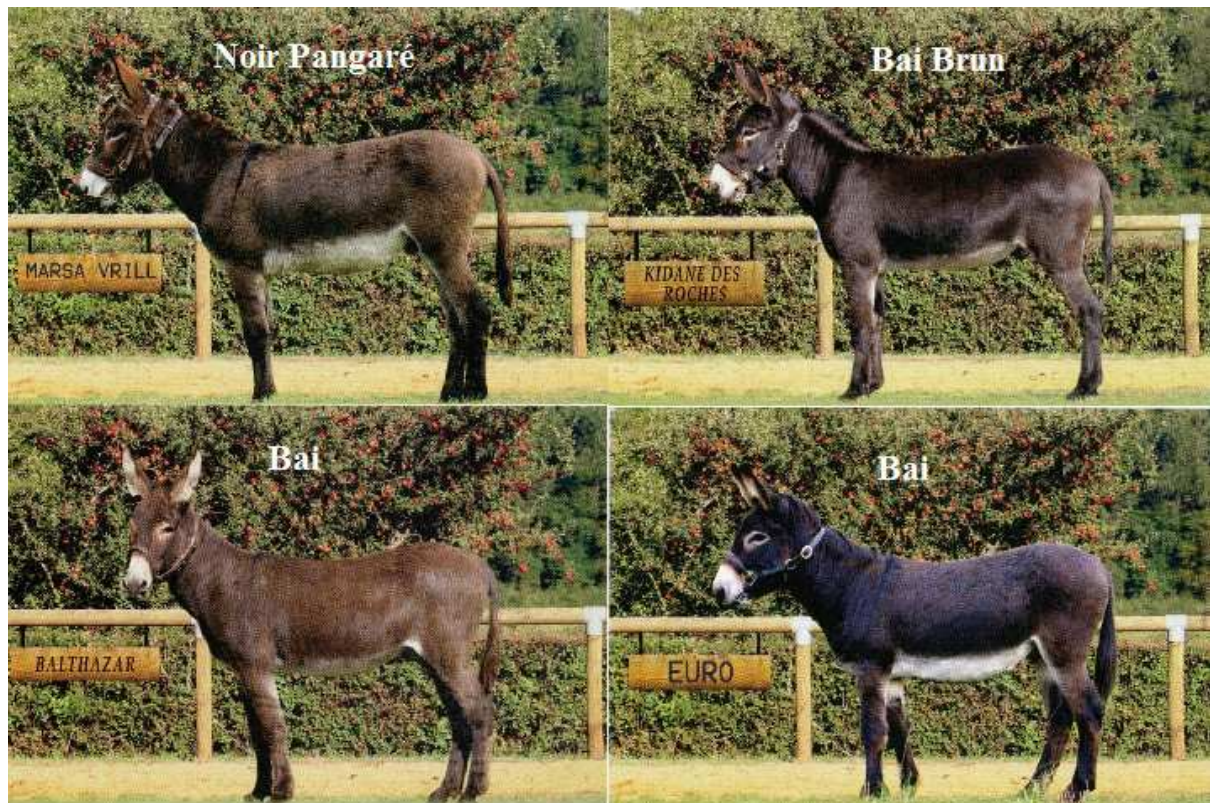 Noir Pangaré
MARSA VRILL
Bai Brun
KIDANE DES
ROCHES
Bai
BALTHAZAR
Bai
EURO